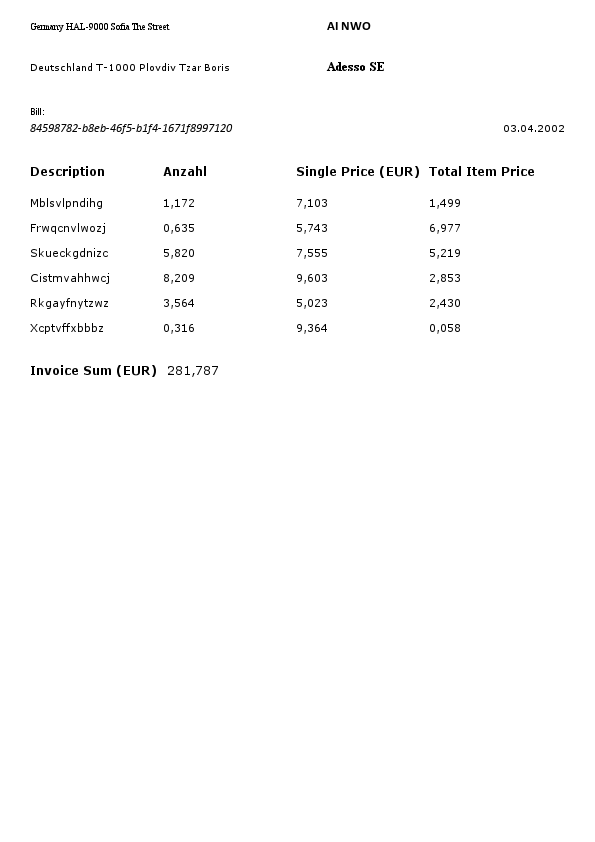 Germany HAL-9000 Sofia The Street AI NWO
Deutschland T-1000 Plovdiv Tzar Boris Adesso SE
Bill:
84598782-b8eb-46f5-b1f4-1671f8997120 03.04.2002
Description Anzahl Single Price (EUR) Total Item Price
Mblsvlpndihg 1,172 7,103 1,499
Frwqcnvlwozj 0,635 5,743 6,977
Skueckgdnizc 5,820 7,555 5,219
Cistmvahhwcj 8,209 9,603 2,853
Rkgayfnytzwz 3,564 5,023 2,430
Xcptvffxbbbz 0,316 9,364 0,058
Invoice Sum (EUR) 281,787